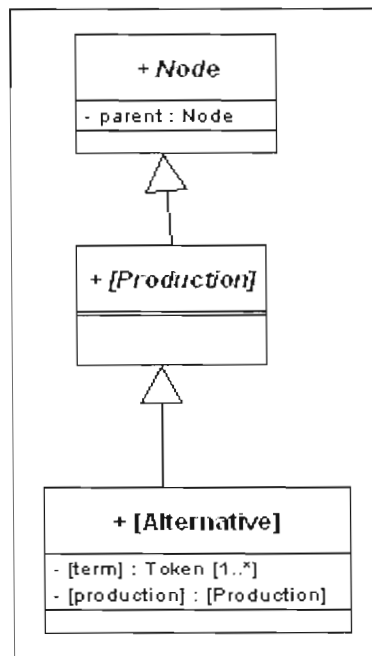 + Node
- parent : Node
+ [Production]
+ [Alternative]
- [term] : Token [1..*]
- [production] : [Production]